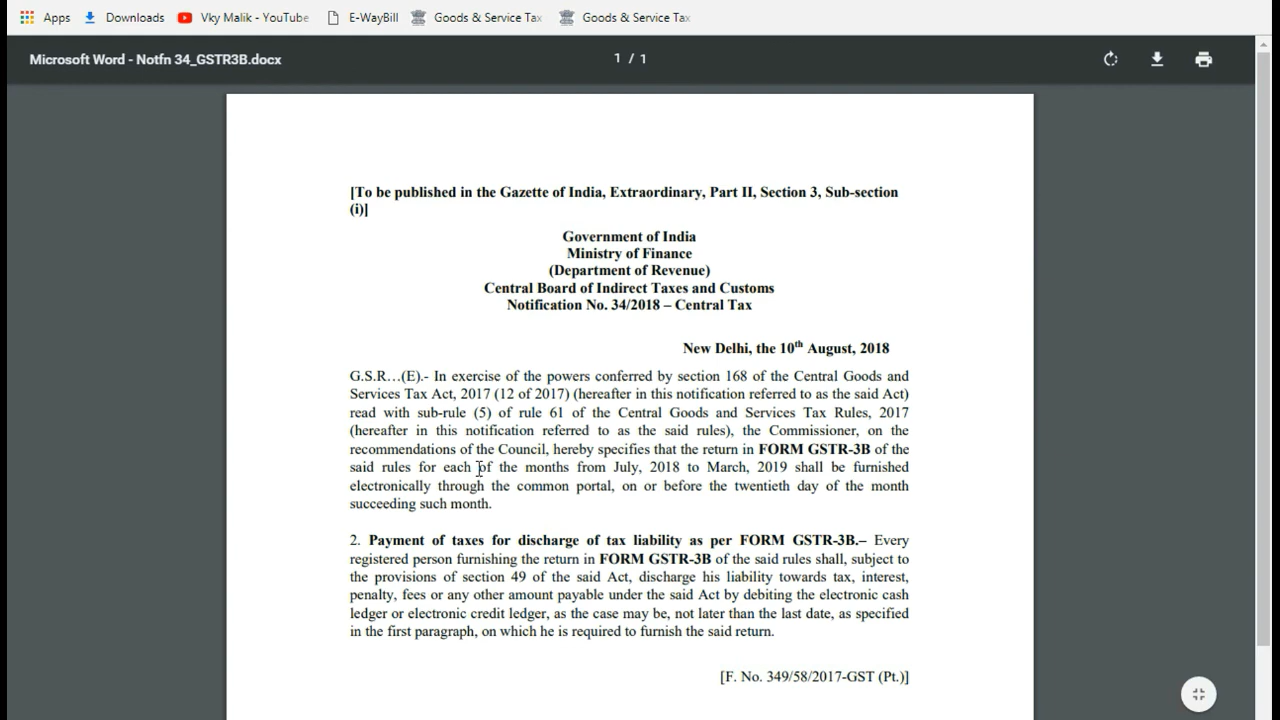 Apps Downloads Vky Malik - YouTube E-WayBill Goods & Service Tax Goods & Service Tax
Microsoft Word - Notfn 34_GSTR3B.docx 1 / 1
[To be published in the Gazette of India, Extraordinary, Part II, Section 3, Sub-section
(i)]
Government of India
Ministry of Finance
(Department of Revenue)
Central Board of Indirect Taxes and Customs
Notification No. 34/2018 – Central Tax
New Delhi, the 10th August, 2018
G.S.R…(E).- In exercise of the powers conferred by section 168 of the Central Goods and
Services Tax Act, 2017 (12 of 2017) (hereafter in this notification referred to as the said Act)
read with sub-rule (5) of rule 61 of the Central Goods and Services Tax Rules, 2017
(hereafter in this notification referred to as the said rules), the Commissioner, on the
recommendations of the Council, hereby specifies that the return in FORM GSTR-3B of the
said rules for each of the months from July, 2018 to March, 2019 shall be furnished
electronically through the common portal, on or before the twentieth day of the month
succeeding such month.
2. Payment of taxes for discharge of tax liability as per FORM GSTR-3B.– Every
registered person furnishing the return in FORM GSTR-3B of the said rules shall, subject to
the provisions of section 49 of the said Act, discharge his liability towards tax, interest,
penalty, fees or any other amount payable under the said Act by debiting the electronic cash
ledger or electronic credit ledger, as the case may be, not later than the last date, as specified
in the first paragraph, on which he is required to furnish the said return.
[F. No. 349/58/2017-GST (Pt.)]